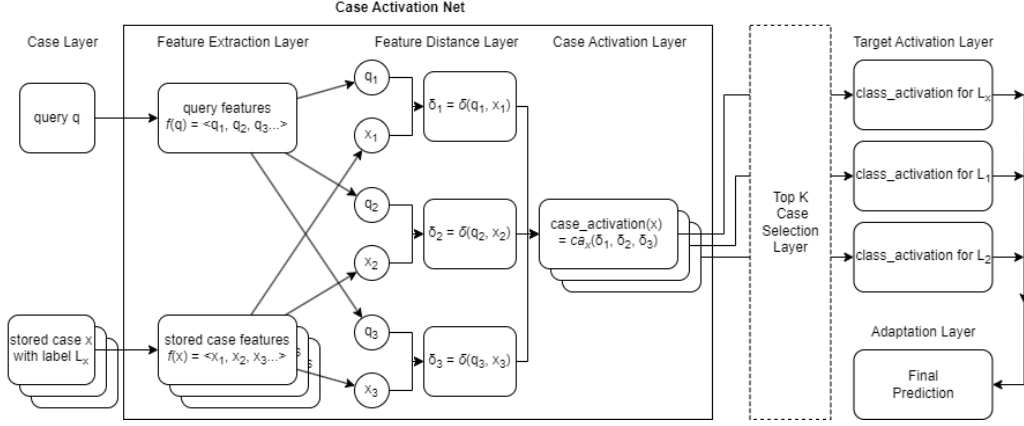 Case Activation Net
Case Layer
Feature Extraction Layer
Feature Distance Layer
Case Activation Layer
Target Activation Layer
query q
query features
f(q) = <q₁, q₂, q₃...>
q₁
x₁
δ₁ = δ(q₁, x₁)
q₂
x₂
δ₂ = δ(q₂, x₂)
q₃
x₃
δ₃ = δ(q₃, x₃)
stored case x
with label Lₓ
stored case features
f(x) = <x₁, x₂, x₃...>
s
s
case_activation(x)
= caₓ(δ₁, δ₂, δ₃)
Top K
Case
Selection
Layer
class_activation for Lₓ
class_activation for L₁
class_activation for L₂
Adaptation Layer
Final
Prediction